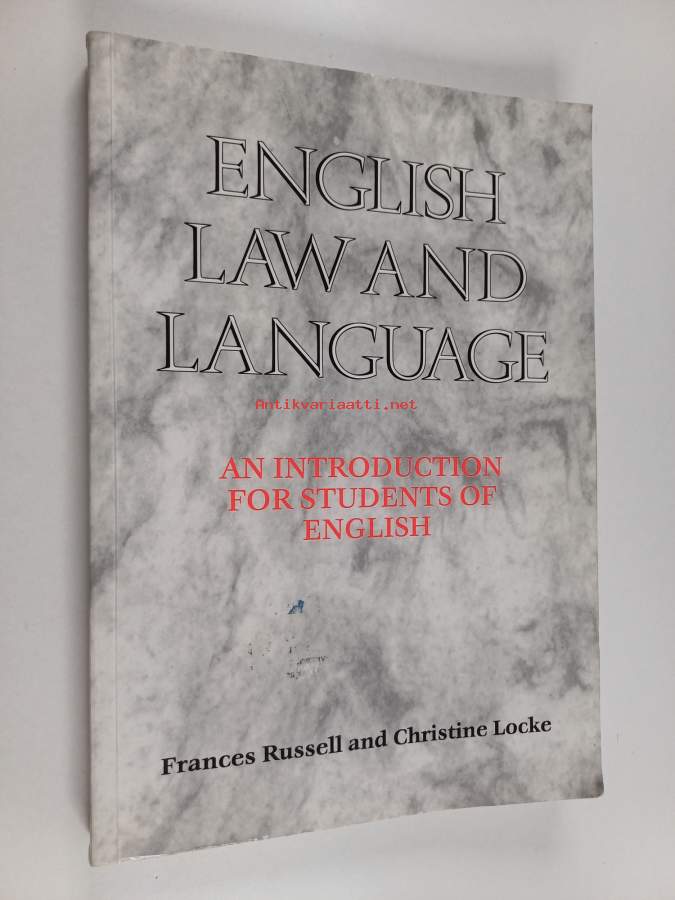 ENGLISH
LAW AND
LANGUAGE
Antikvariaatti.net
AN INTRODUCTION
FOR STUDENTS OF
ENGLISH
Frances Russell and Christine Locke